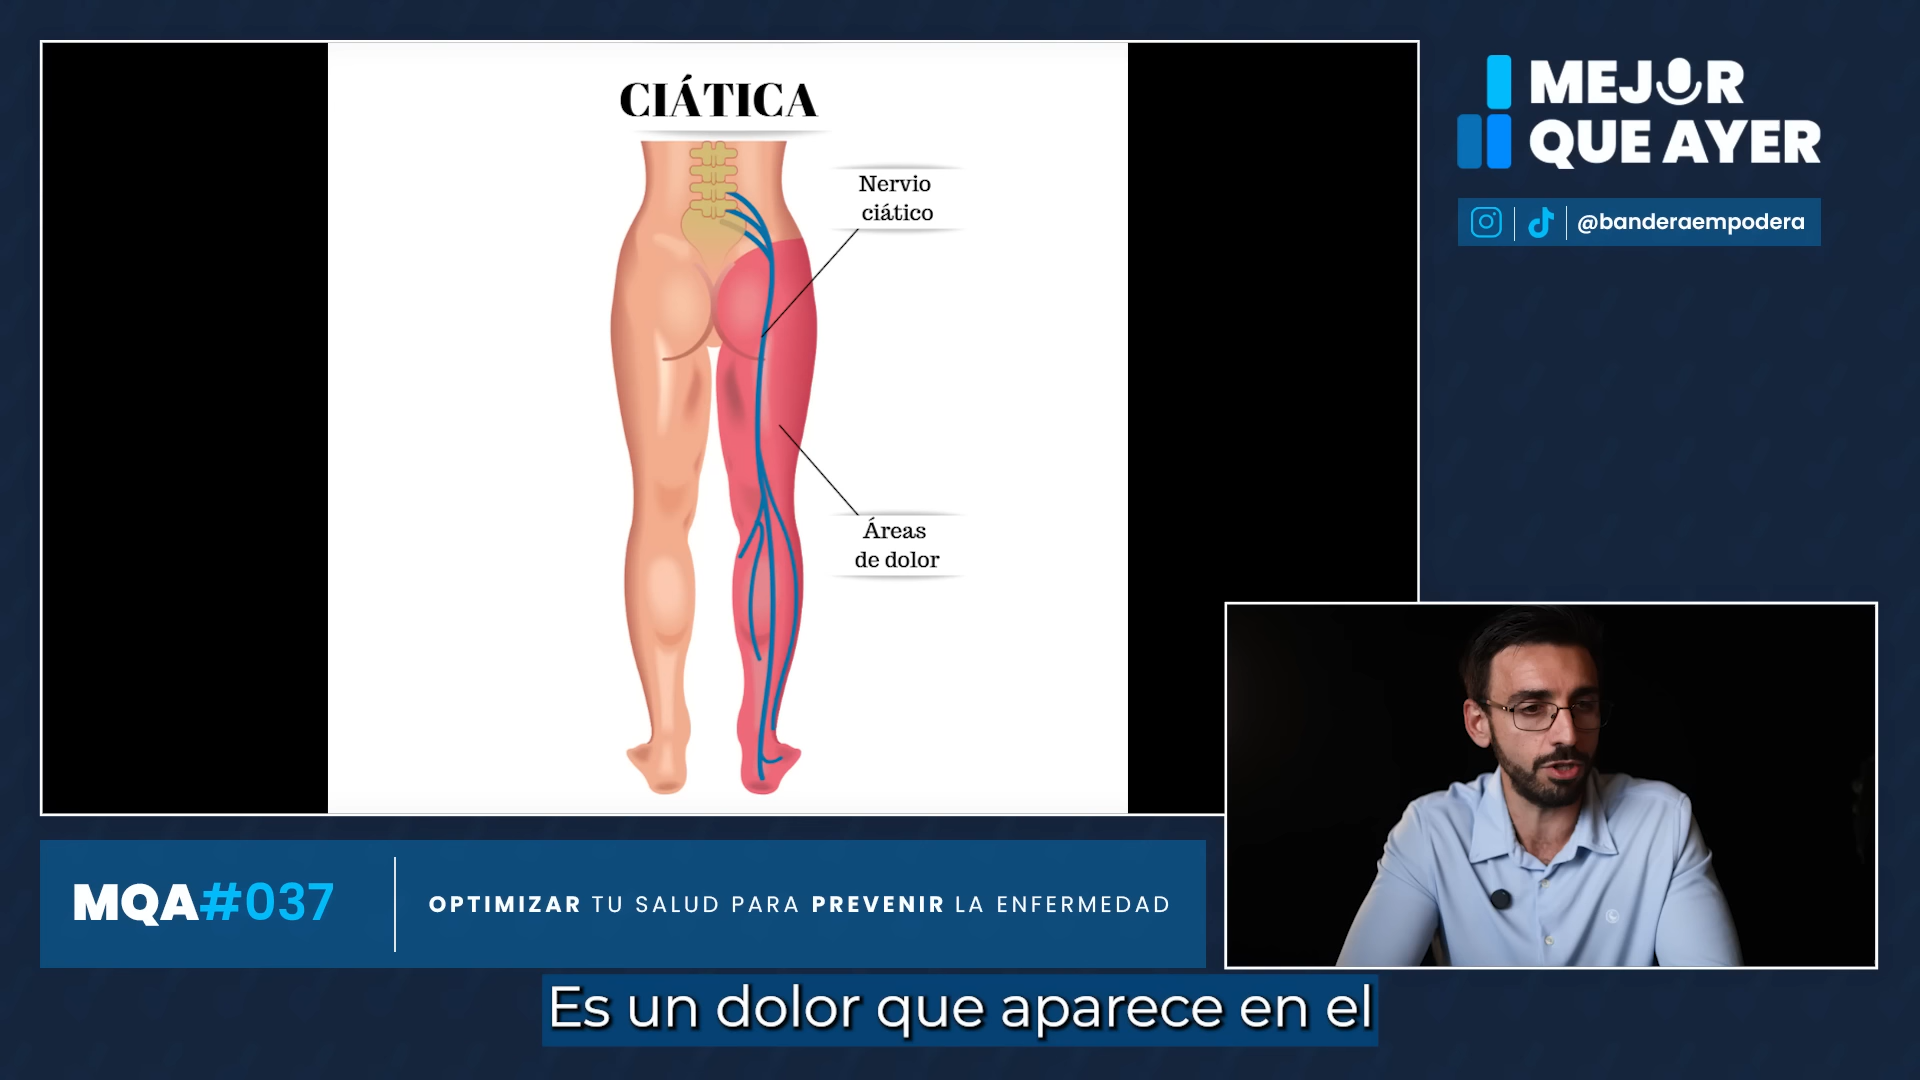 CIÁTICA
Nervio
ciático
Áreas
de dolor
MEJOR
QUE AYER
@banderaempodera
MQA#037
OPTIMIZAR TU SALUD PARA PREVENIR LA ENFERMEDAD
Es un dolor que aparece en el